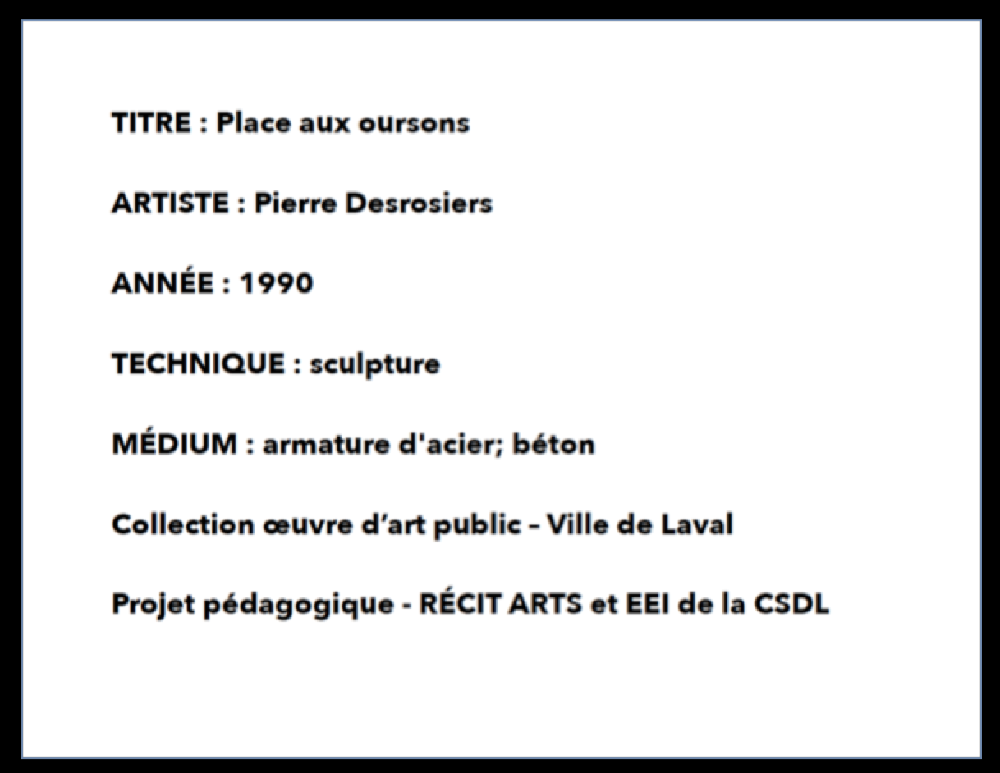 TITRE : Place aux oursons
ARTISTE : Pierre Desrosiers
ANNÉE : 1990
TECHNIQUE : sculpture
MÉDIUM : armature d'acier; béton
Collection œuvre d’art public – Ville de Laval
Projet pédagogique - RÉCIT ARTS et EEI de la CSDL